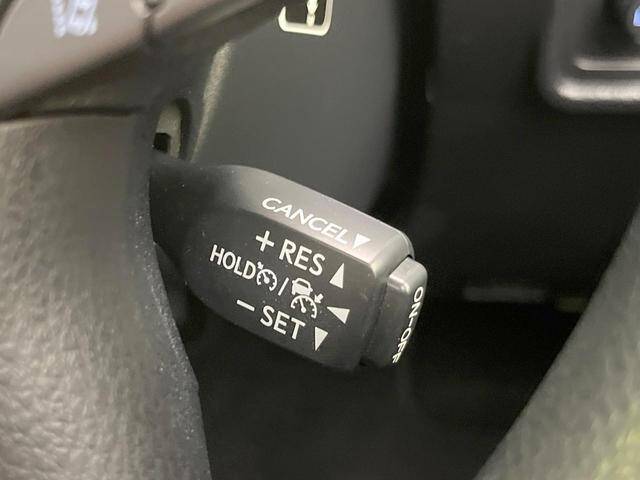 CANCEL▼
+ RES ▲
HOLD /
− SET ▼
ON-OFF